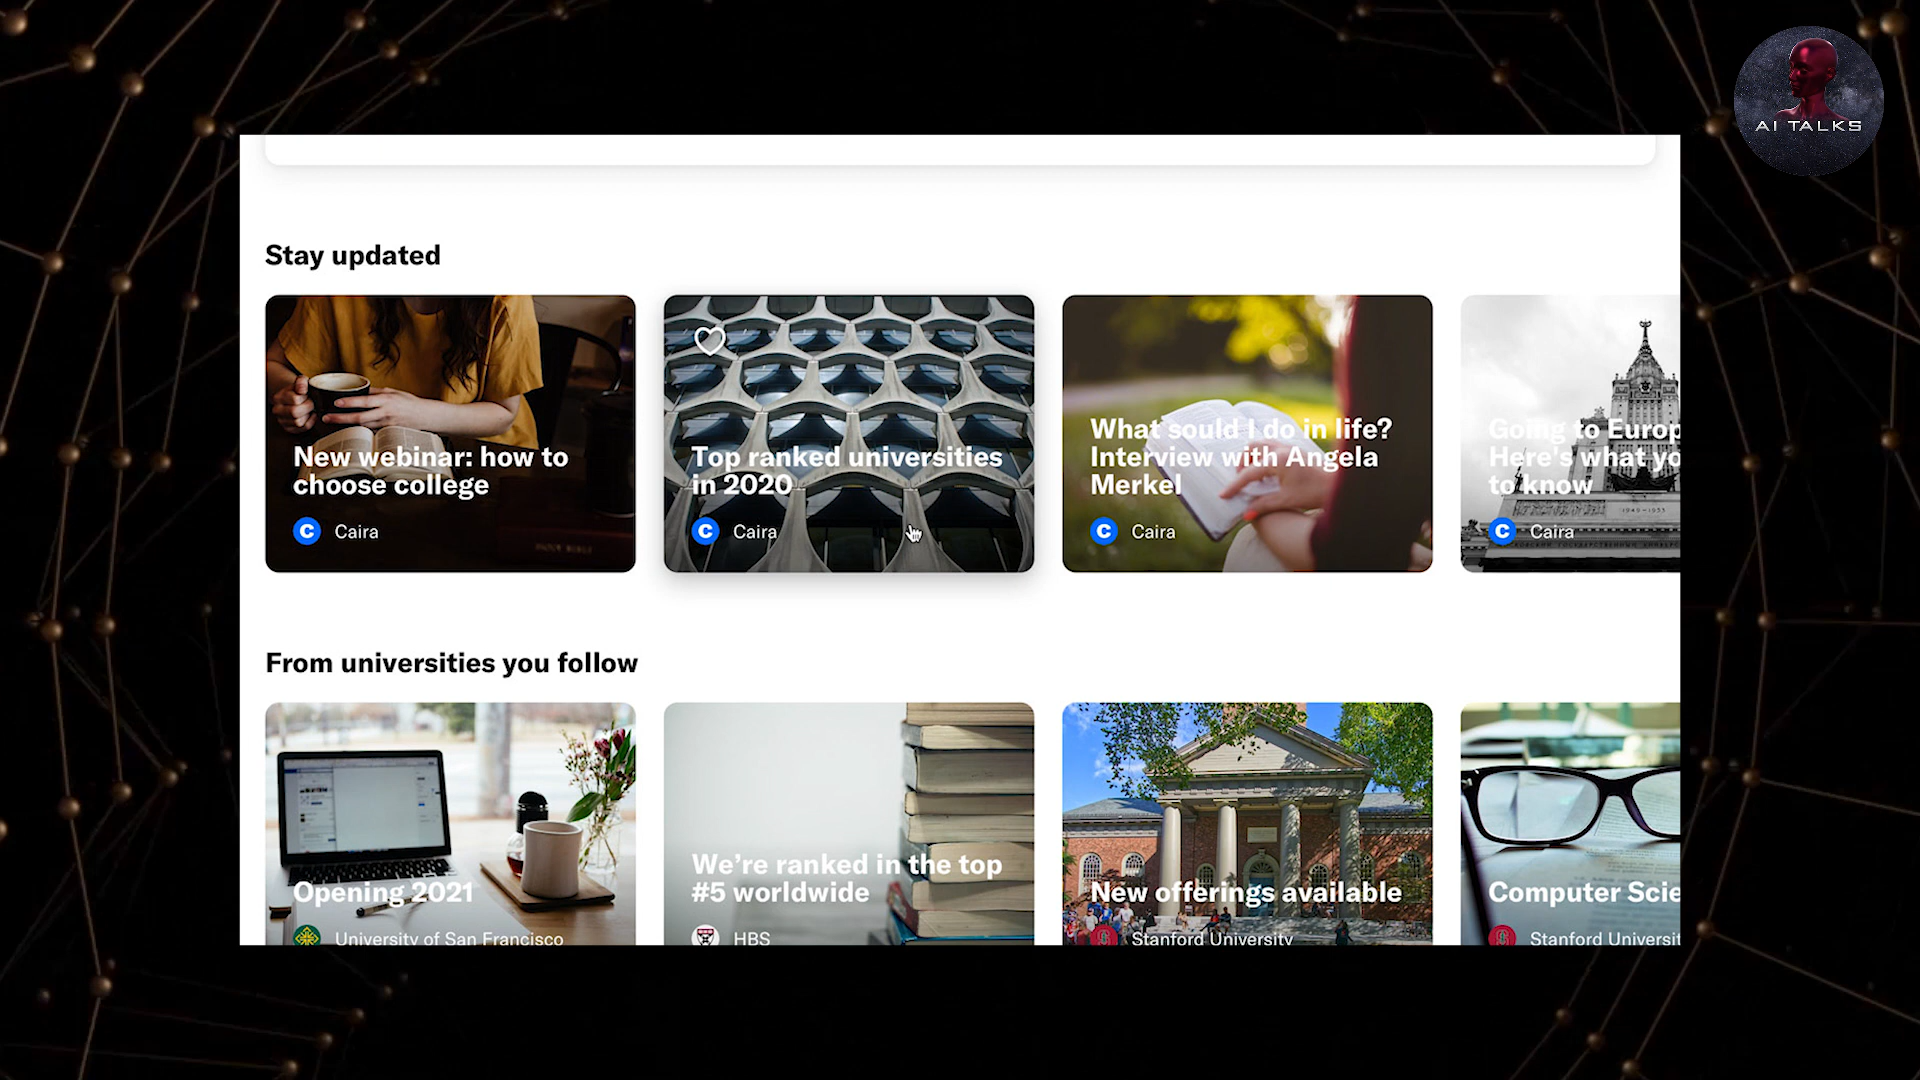 AI TALKS
Stay updated
New webinar: how to
choose college
C Caira
Top ranked universities
in 2020
C Caira
What sould I do in life?
Interview with Angela
Merkel
C Caira
Going to Europ
Here's what yo
to know
C Caira
From universities you follow
Opening 2021
University of San Francisco
We're ranked in the top
#5 worldwide
HBS
New offerings available
Stanford University
Computer Scie
Stanford Universit